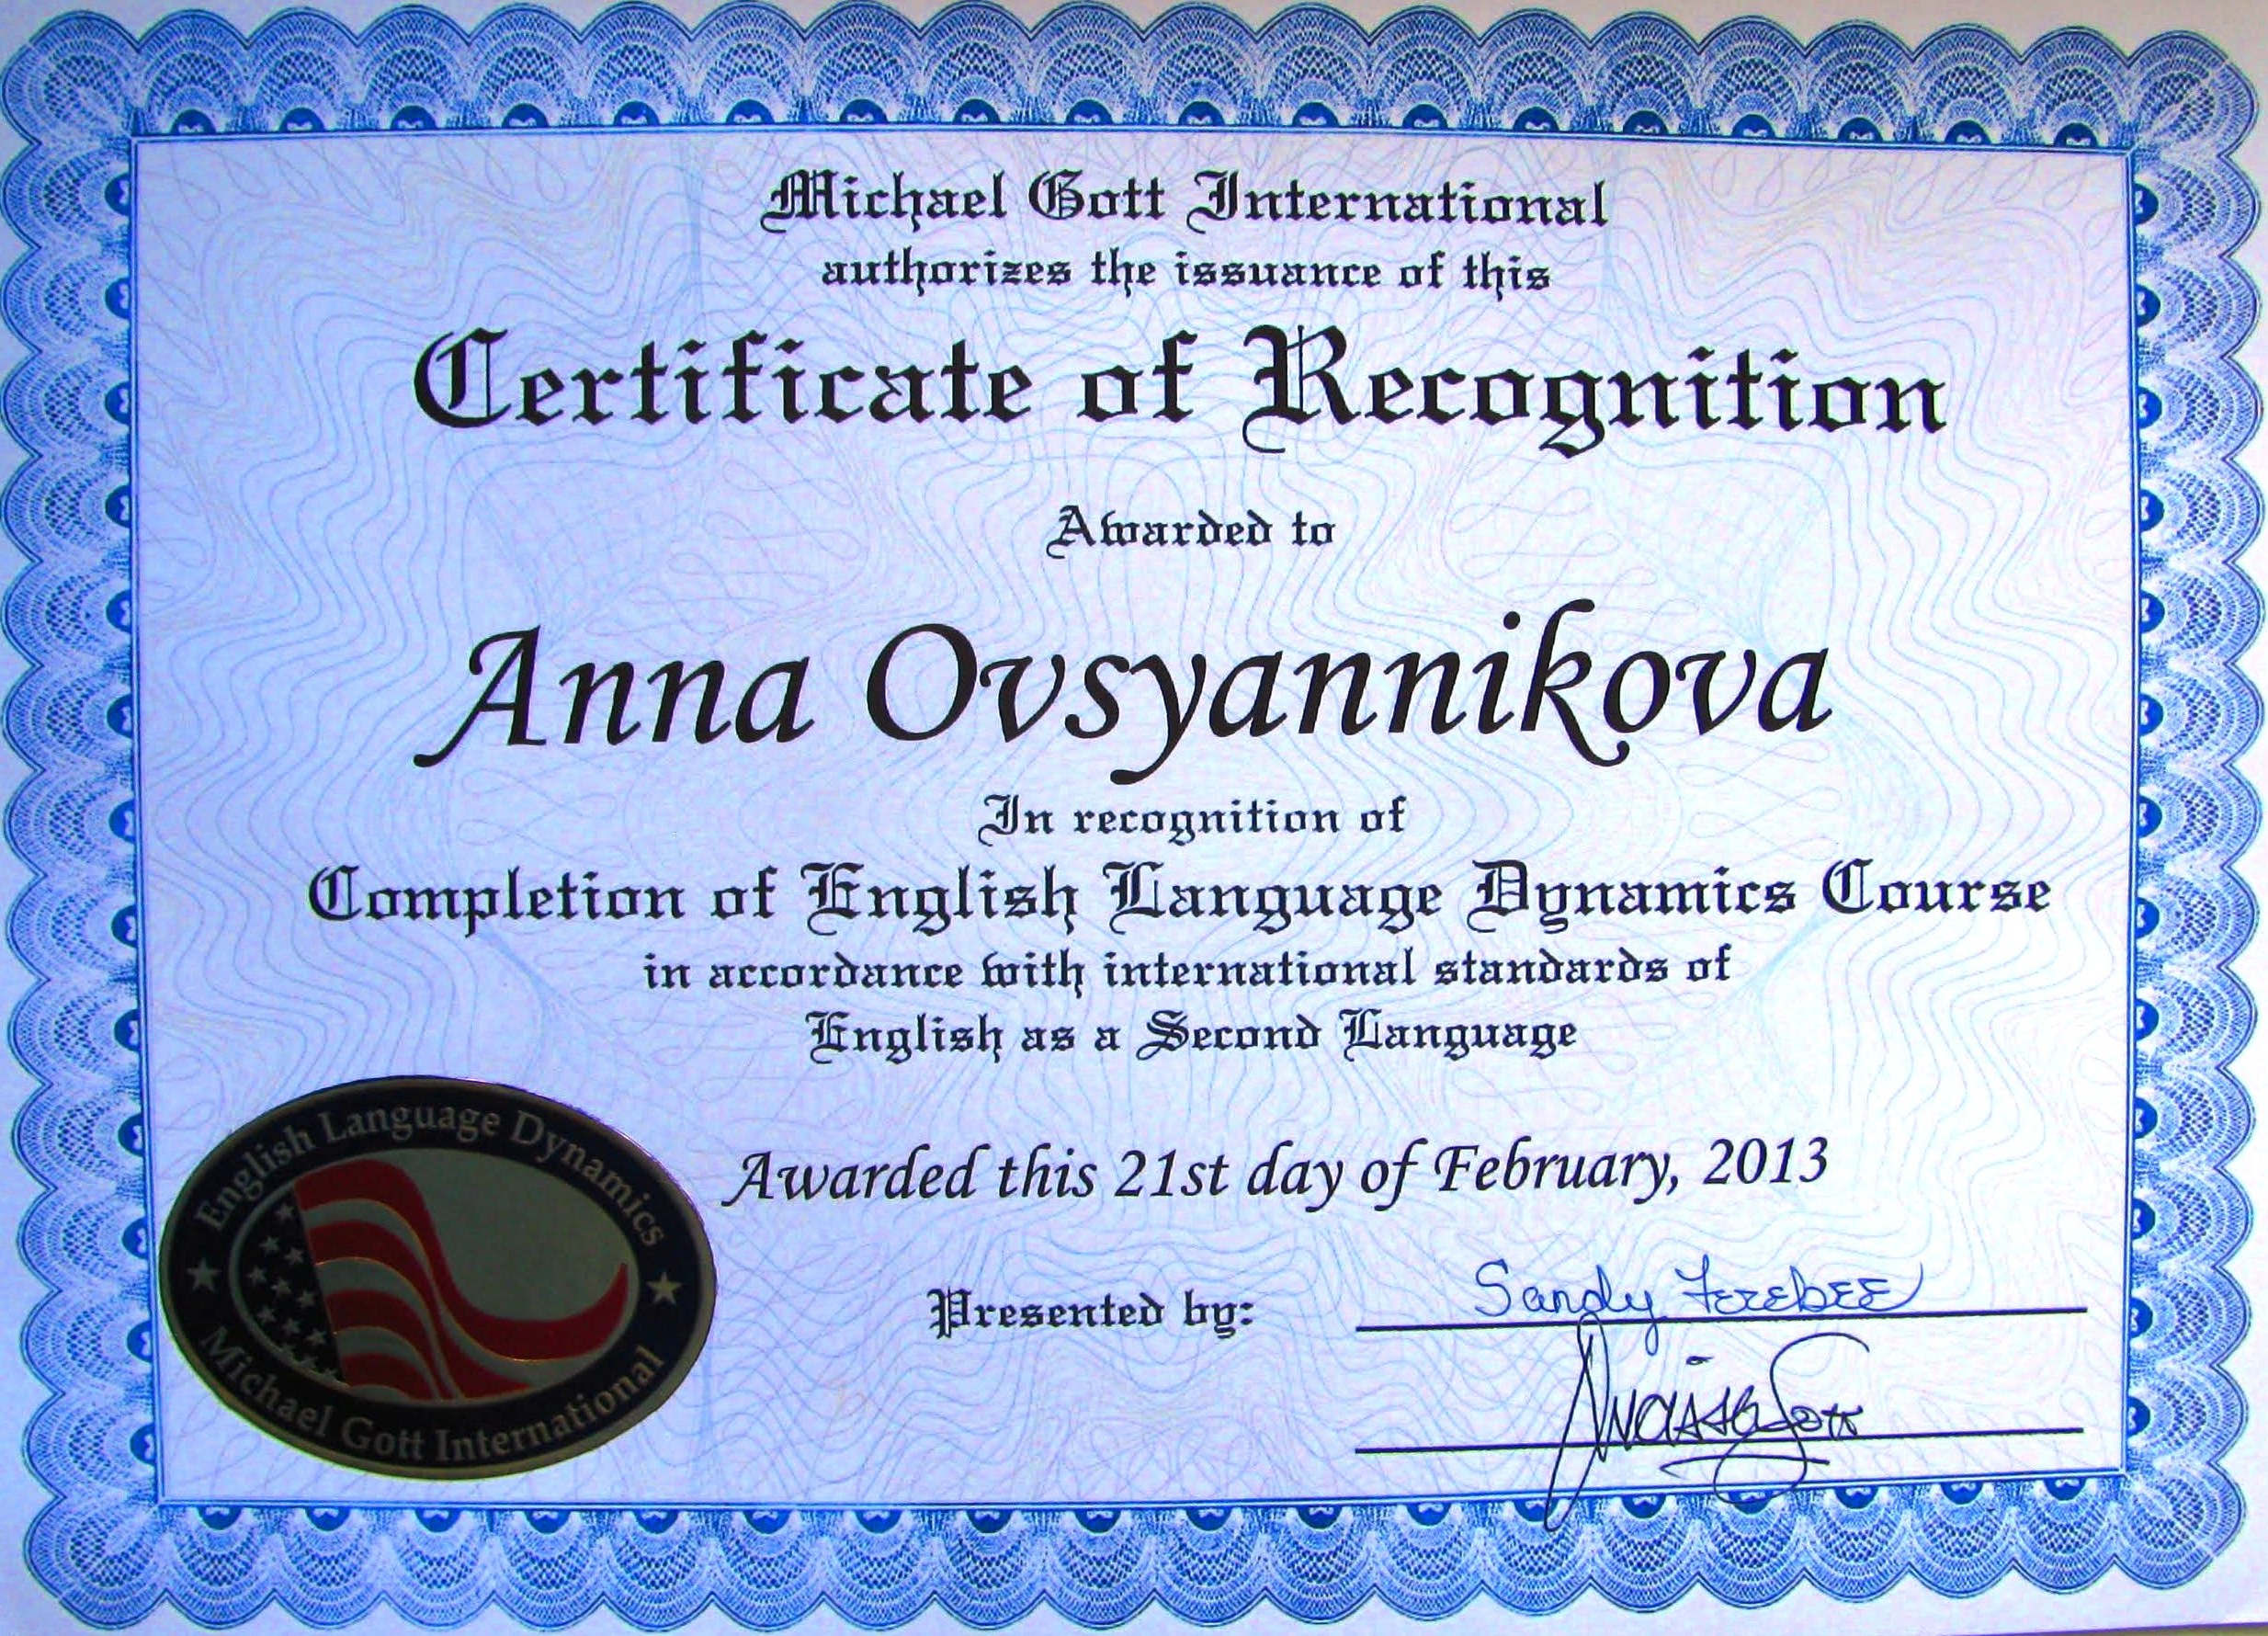 Michael Gott International
authorizes the issuance of this
Certificate of Recognition
Awarded to
Anna Ovsyannikova
In recognition of
Completion of English Language Dynamics Course
in accordance with international standards of
English as a Second Language
Awarded this 21st day of February, 2013
Presented by:
Sandy Ferebee
English Language Dynamics
Michael Gott International